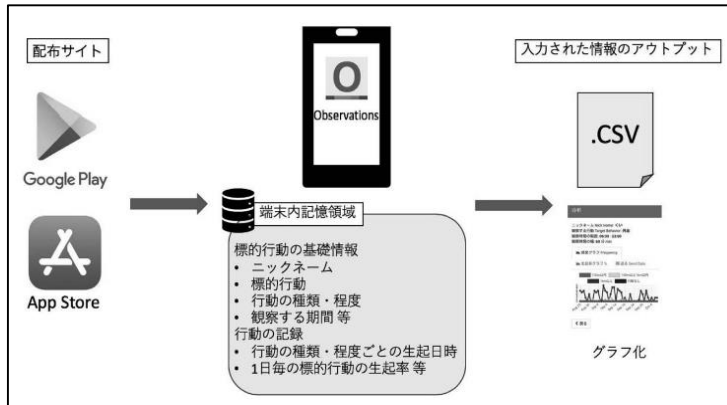 配布サイト
Google Play
App Store
O
Observations
端末内記憶領域
標的行動の基礎情報
• ニックネーム
• 標的行動
• 行動の種類・程度
• 観察する期間 等
行動の記録
• 行動の種類・程度ごとの生起日時
• 1日毎の標的行動の生起率 等
入力された情報のアウトプット
.CSV
グラフ化